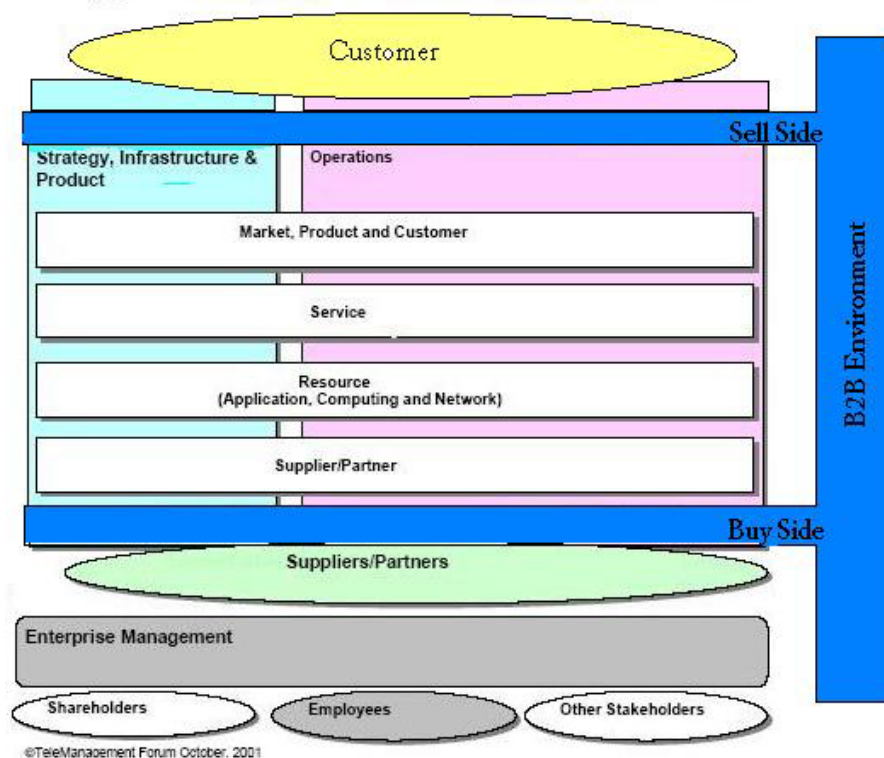 Customer
Sell Side
Strategy, Infrastructure &
Product
Operations
Market, Product and Customer
Service
Resource
(Application, Computing and Network)
Supplier/Partner
Buy Side
Suppliers/Partners
B2B Environment
Enterprise Management
Shareholders
Employees
Other Stakeholders
©TeleManagement Forum October, 2001